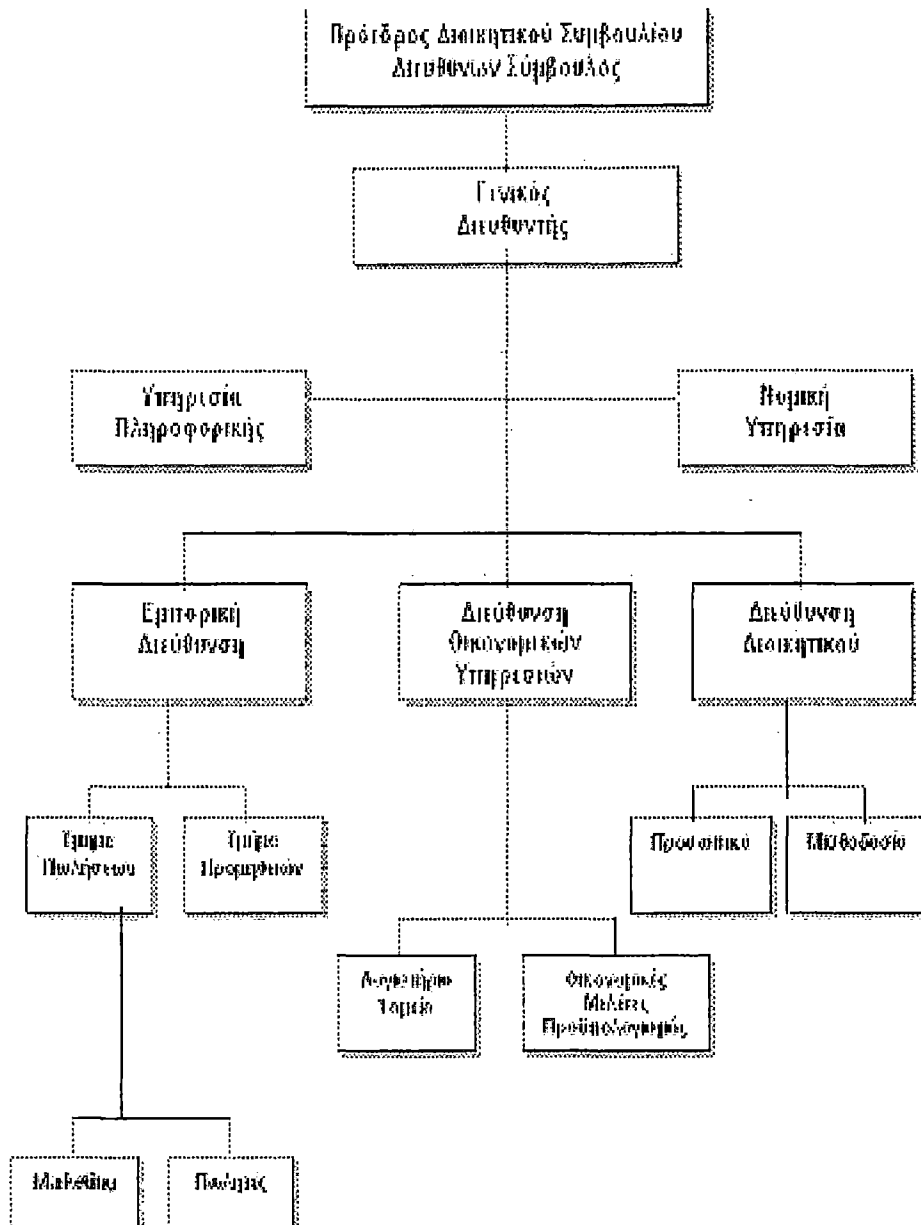 Πρόεδρος Διοικητικού Συμβουλίου
Διευθύνων Σύμβουλος
Γενικός
Διευθυντής
Υπηρεσία
Πληροφορικής
Νομική
Υπηρεσία
Εμπορική
Διεύθυνση
Διεύθυνση
Οικονομικών
Υπηρεσιών
Διεύθυνση
Διοικητικού
Τμήμα
Πωλήσεων
Τμήμα
Προμηθειών
Προσωπικό
Μισθοδοσία
Λογιστήριο
Ταμείο
Οικονομικές
Μελέτες
Προϋπολογισμός
Marketing
Πωλητές